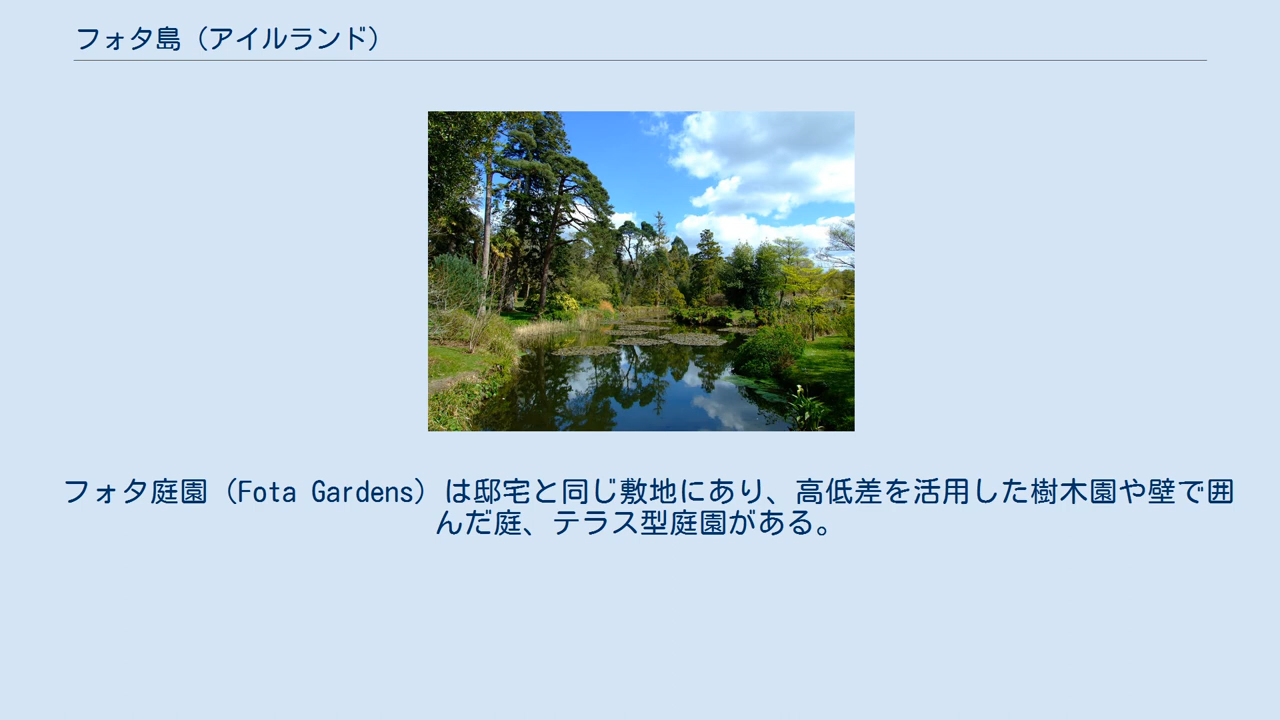 フォタ島（アイルランド）
フォタ庭園（Fota Gardens）は邸宅と同じ敷地にあり、高低差を活用した樹木園や壁で囲
んだ庭、テラス型庭園がある。